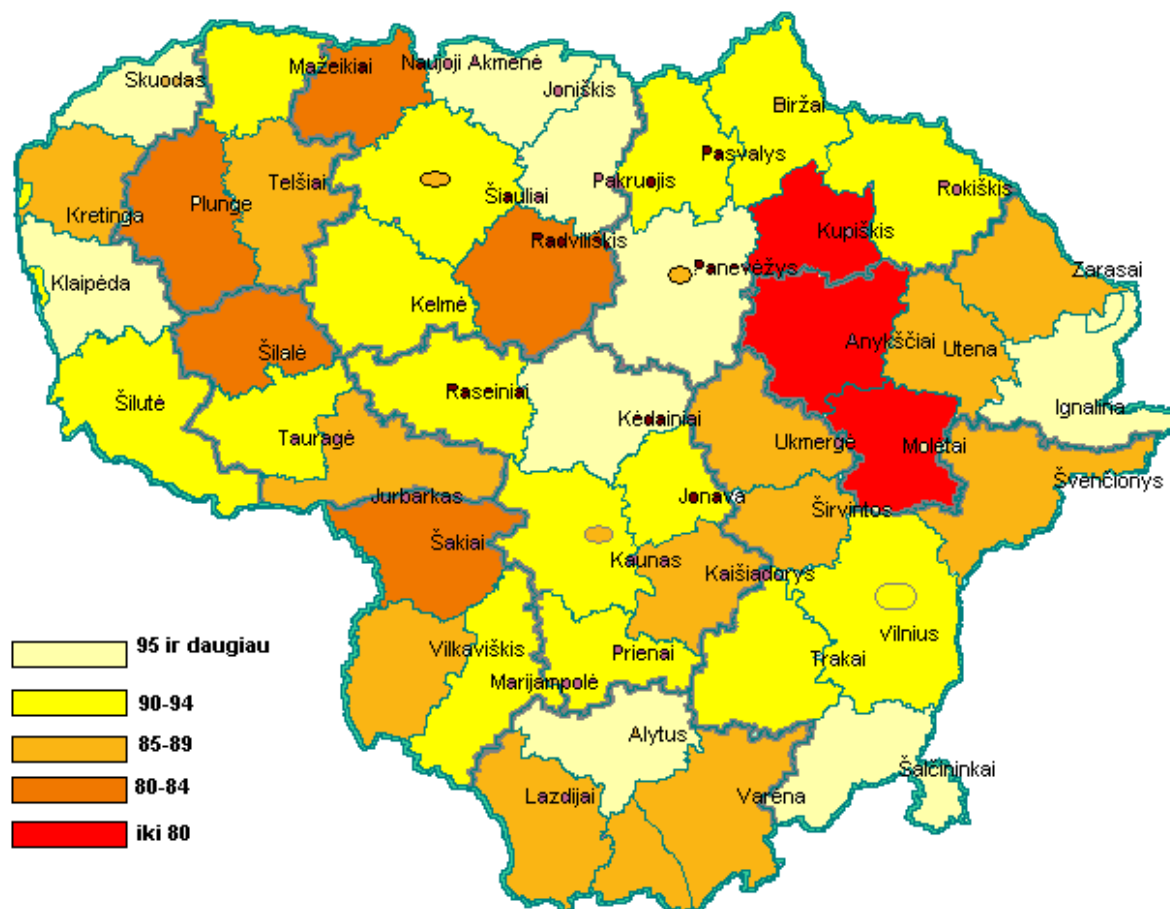 Skuodas
Mažeikiai
Naujoji Akmenė
Joniškis
Biržai
Pasvalys
Pakruojis
Rokiškis
Kretinga
Plunge
Telšiai
Šiauliai
Radviliškis
Kupiškis
Panevėžys
Zarasai
Klaipėda
Kelmė
Anykščiai
Utena
Šilalė
Šilutė
Raseiniai
Kėdainiai
Ignalina
Tauragė
Ukmergė
Molėtai
Švenčionys
Jurbarkas
Jonava
Širvintos
Šakiai
Kaunas
Kaišiadorys
Vilnius
Vilkaviškis
Prienai
Trakai
Marijampolė
Alytus
Šalčininkai
Lazdijai
Varėna
95 ir daugiau
90-94
85-89
80-84
iki 80